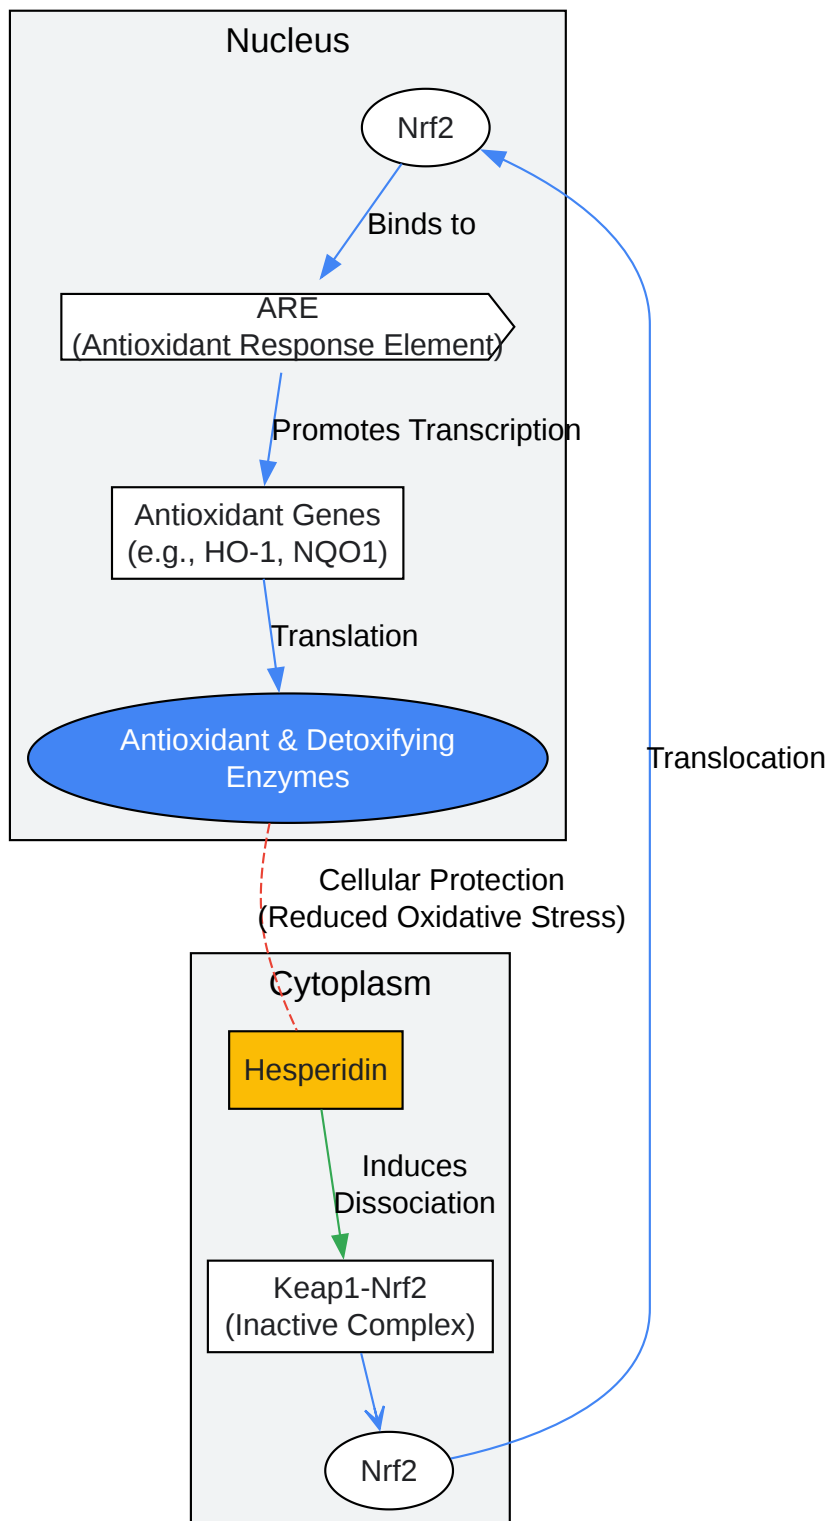 Nucleus
Nrf2
Binds to
ARE
(Antioxidant Response Element)
Promotes Transcription
Antioxidant Genes
(e.g., HO-1, NQO1)
Translation
Antioxidant & Detoxifying
Enzymes
Translocation
Cellular Protection
(Reduced Oxidative Stress)
Cytoplasm
Hesperidin
Induces
Dissociation
Keap1-Nrf2
(Inactive Complex)
Nrf2